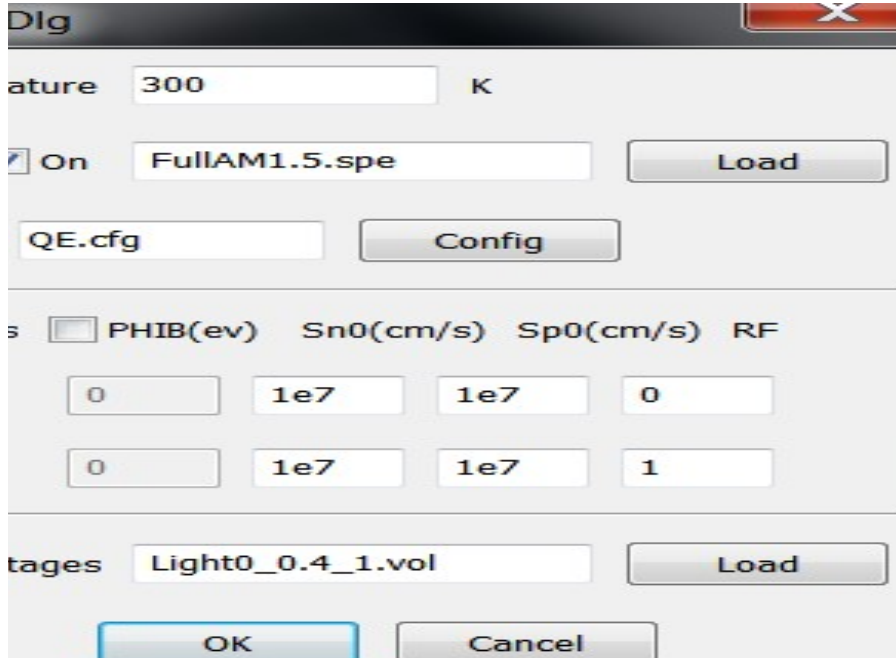 Dlg
ature 300 K
On FullAM1.5.spe Load
QE.cfg Config
s PHIB(ev) Sn0(cm/s) Sp0(cm/s) RF
0 1e7 1e7 0
0 1e7 1e7 1
tages Light0_0.4_1.vol Load
OK Cancel